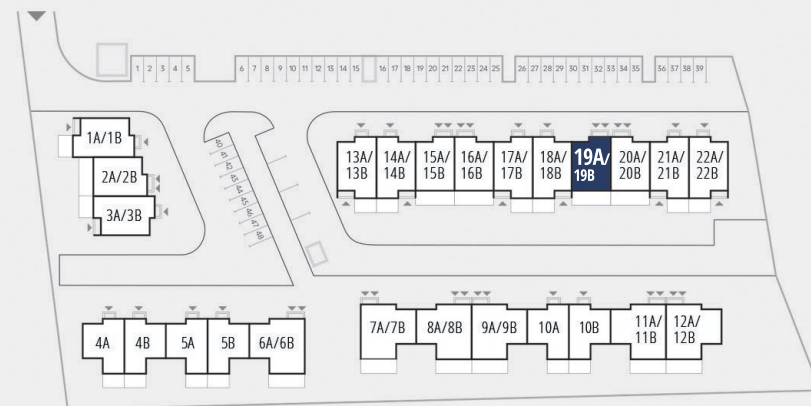 1 2 3 4 5
6 7 8 9 10 11 12 13 14 15
16 17 18 19 20 21 22 23 24 25
26 27 28 29 30 31 32 33 34 35
36 37 38 39
40
41
42
43
44
45
46
47
48
1A/1B
2A/2B
3A/3B
13A/
13B
14A/
14B
15A/
15B
16A/
16B
17A/
17B
18A/
18B
19A/
19B
20A/
20B
21A/
21B
22A/
22B
4A
4B
5A
5B
6A/6B
7A/7B
8A/8B
9A/9B
10A
10B
11A/
11B
12A/
12B